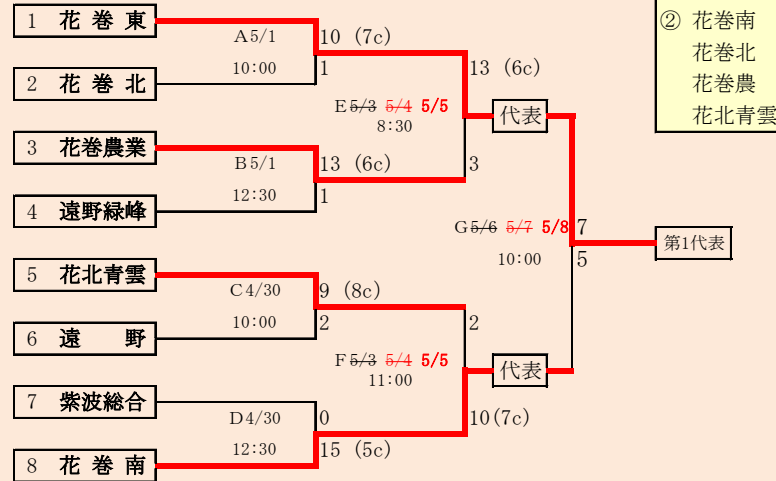 1 花 巻 東
A5/1
10 (7c)
② 花巻南
10:00
1
13 (6c)
花巻北
2 花 巻 北
花巻農
E 5/3 5/4 5/5
代表
花北青雲
8:30
3 花巻農業
B5/1
13 (6c)
3
12:30
1
4 遠野緑峰
G5/6 5/7 5/8
7
第1代表
10:00
5
5 花北青雲
C4/30
9 (8c)
10:00
2
2
6 遠 野
F 5/3 5/4 5/5
代表
11:00
7 紫波総合
D4/30
0
10(7c)
12:30
15 (5c)
8 花 巻 南